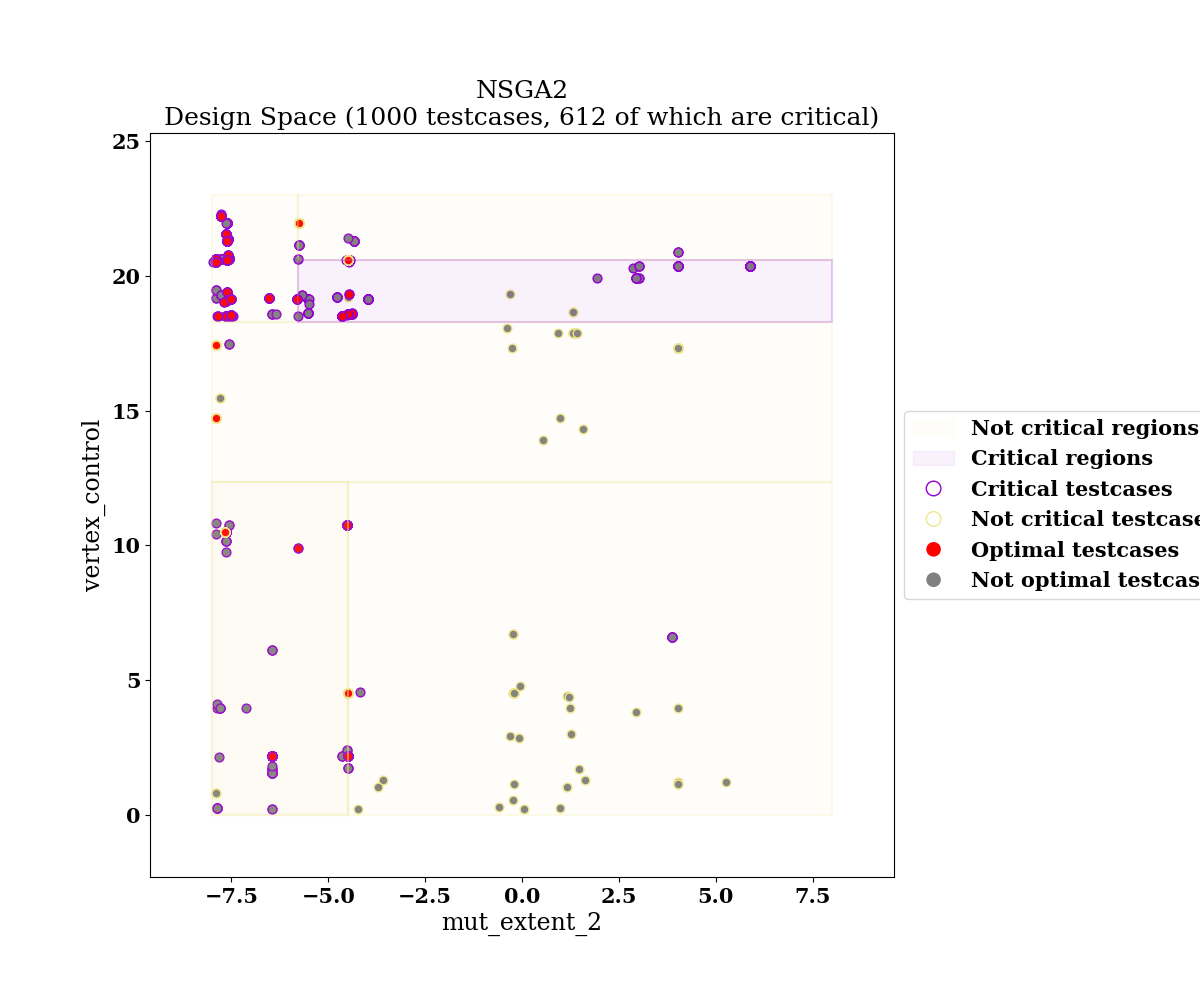 NSGA2
Design Space (1000 testcases, 612 of which are critical)
25
20
15
10
5
0
vertex_control
−7.5 −5.0 −2.5 0.0 2.5 5.0 7.5
mut_extent_2
Not critical regions
Critical regions
Critical testcases
Not critical testcase
Optimal testcases
Not optimal testcas